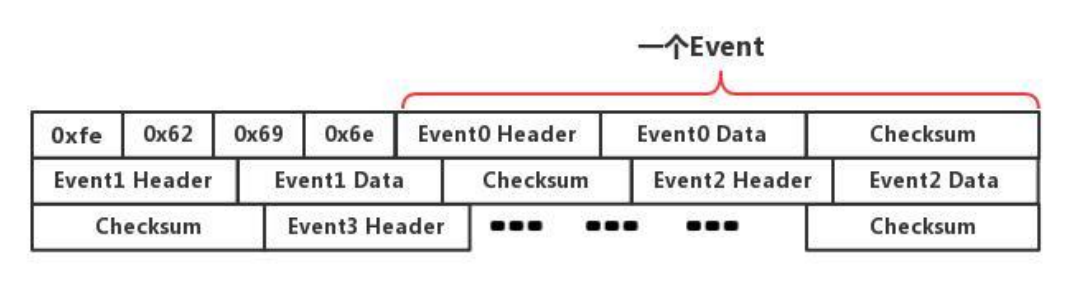 一个Event
0xfe 0x62 0x69 0x6e Event0 Header Event0 Data Checksum
Event1 Header Event1 Data Checksum Event2 Header Event2 Data
Checksum Event3 Header Checksum